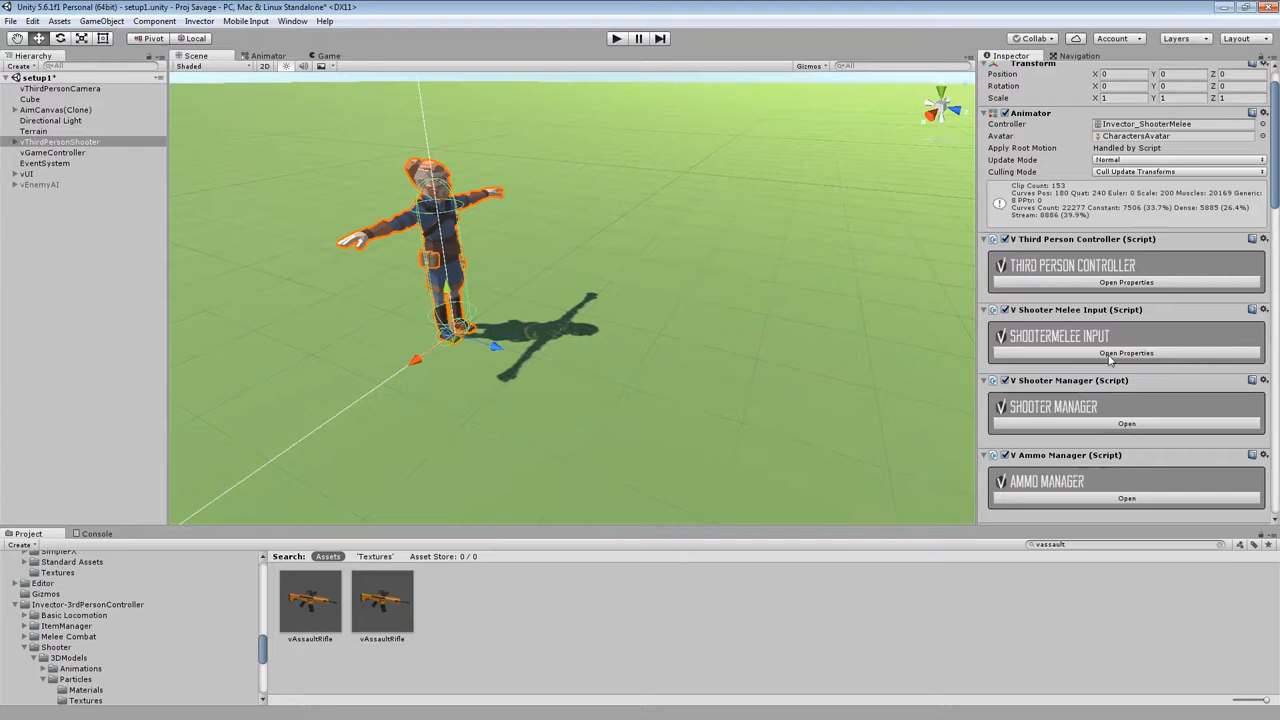 Unity 5.6.1f1 Personal (64bit) - setup1.unity - Proj Savage - PC, Mac & Linux Standalone* <DX11>
File Edit Assets GameObject Component Invector Mobile Input Window Help
Pivot Local Collab Account Layers Layout
Hierarchy
Create All
setup1*
vThirdPersonCamera
Cube
AimCanvas(Clone)
Directional Light
Terrain
vThirdPersonShooter
vGameController
EventSystem
vUI
vEnemyAI
Scene Animator Game
Shaded 2D Gizmos All
Inspector Navigation
Transform
Position X 0 Y 0 Z 0
Rotation X 0 Y 0 Z 0
Scale X 1 Y 1 Z 1
Animator
Controller Invector_ShooterMelee
Avatar CharactersAvatar
Apply Root Motion Handled by Script
Update Mode Normal
Culling Mode Cull Update Transforms
Clip Count: 153
Curves Pos: 180 Quat: 240 Euler: 0 Scale: 200 Muscles: 20169 Generic:
8 PPtr: 0
Curves Count: 22277 Constant: 7506 (33.7%) Dense: 5885 (26.4%)
Stream: 8886 (39.9%)
V Third Person Controller (Script)
THIRD PERSON CONTROLLER
Open Properties
V Shooter Melee Input (Script)
SHOOTERMELEE INPUT
Open Properties
V Shooter Manager (Script)
SHOOTER MANAGER
Open
V Ammo Manager (Script)
AMMO MANAGER
Open
Project Console
Create vassault
SimpleFX
Standard Assets
Textures
Editor
Gizmos
Invector-3rdPersonController
Basic Locomotion
ItemManager
Melee Combat
Shooter
3DModels
Animations
Particles
Materials
Textures
Search: Assets 'Textures' Asset Store: 0 / 0
vAssaultRifle vAssaultRifle